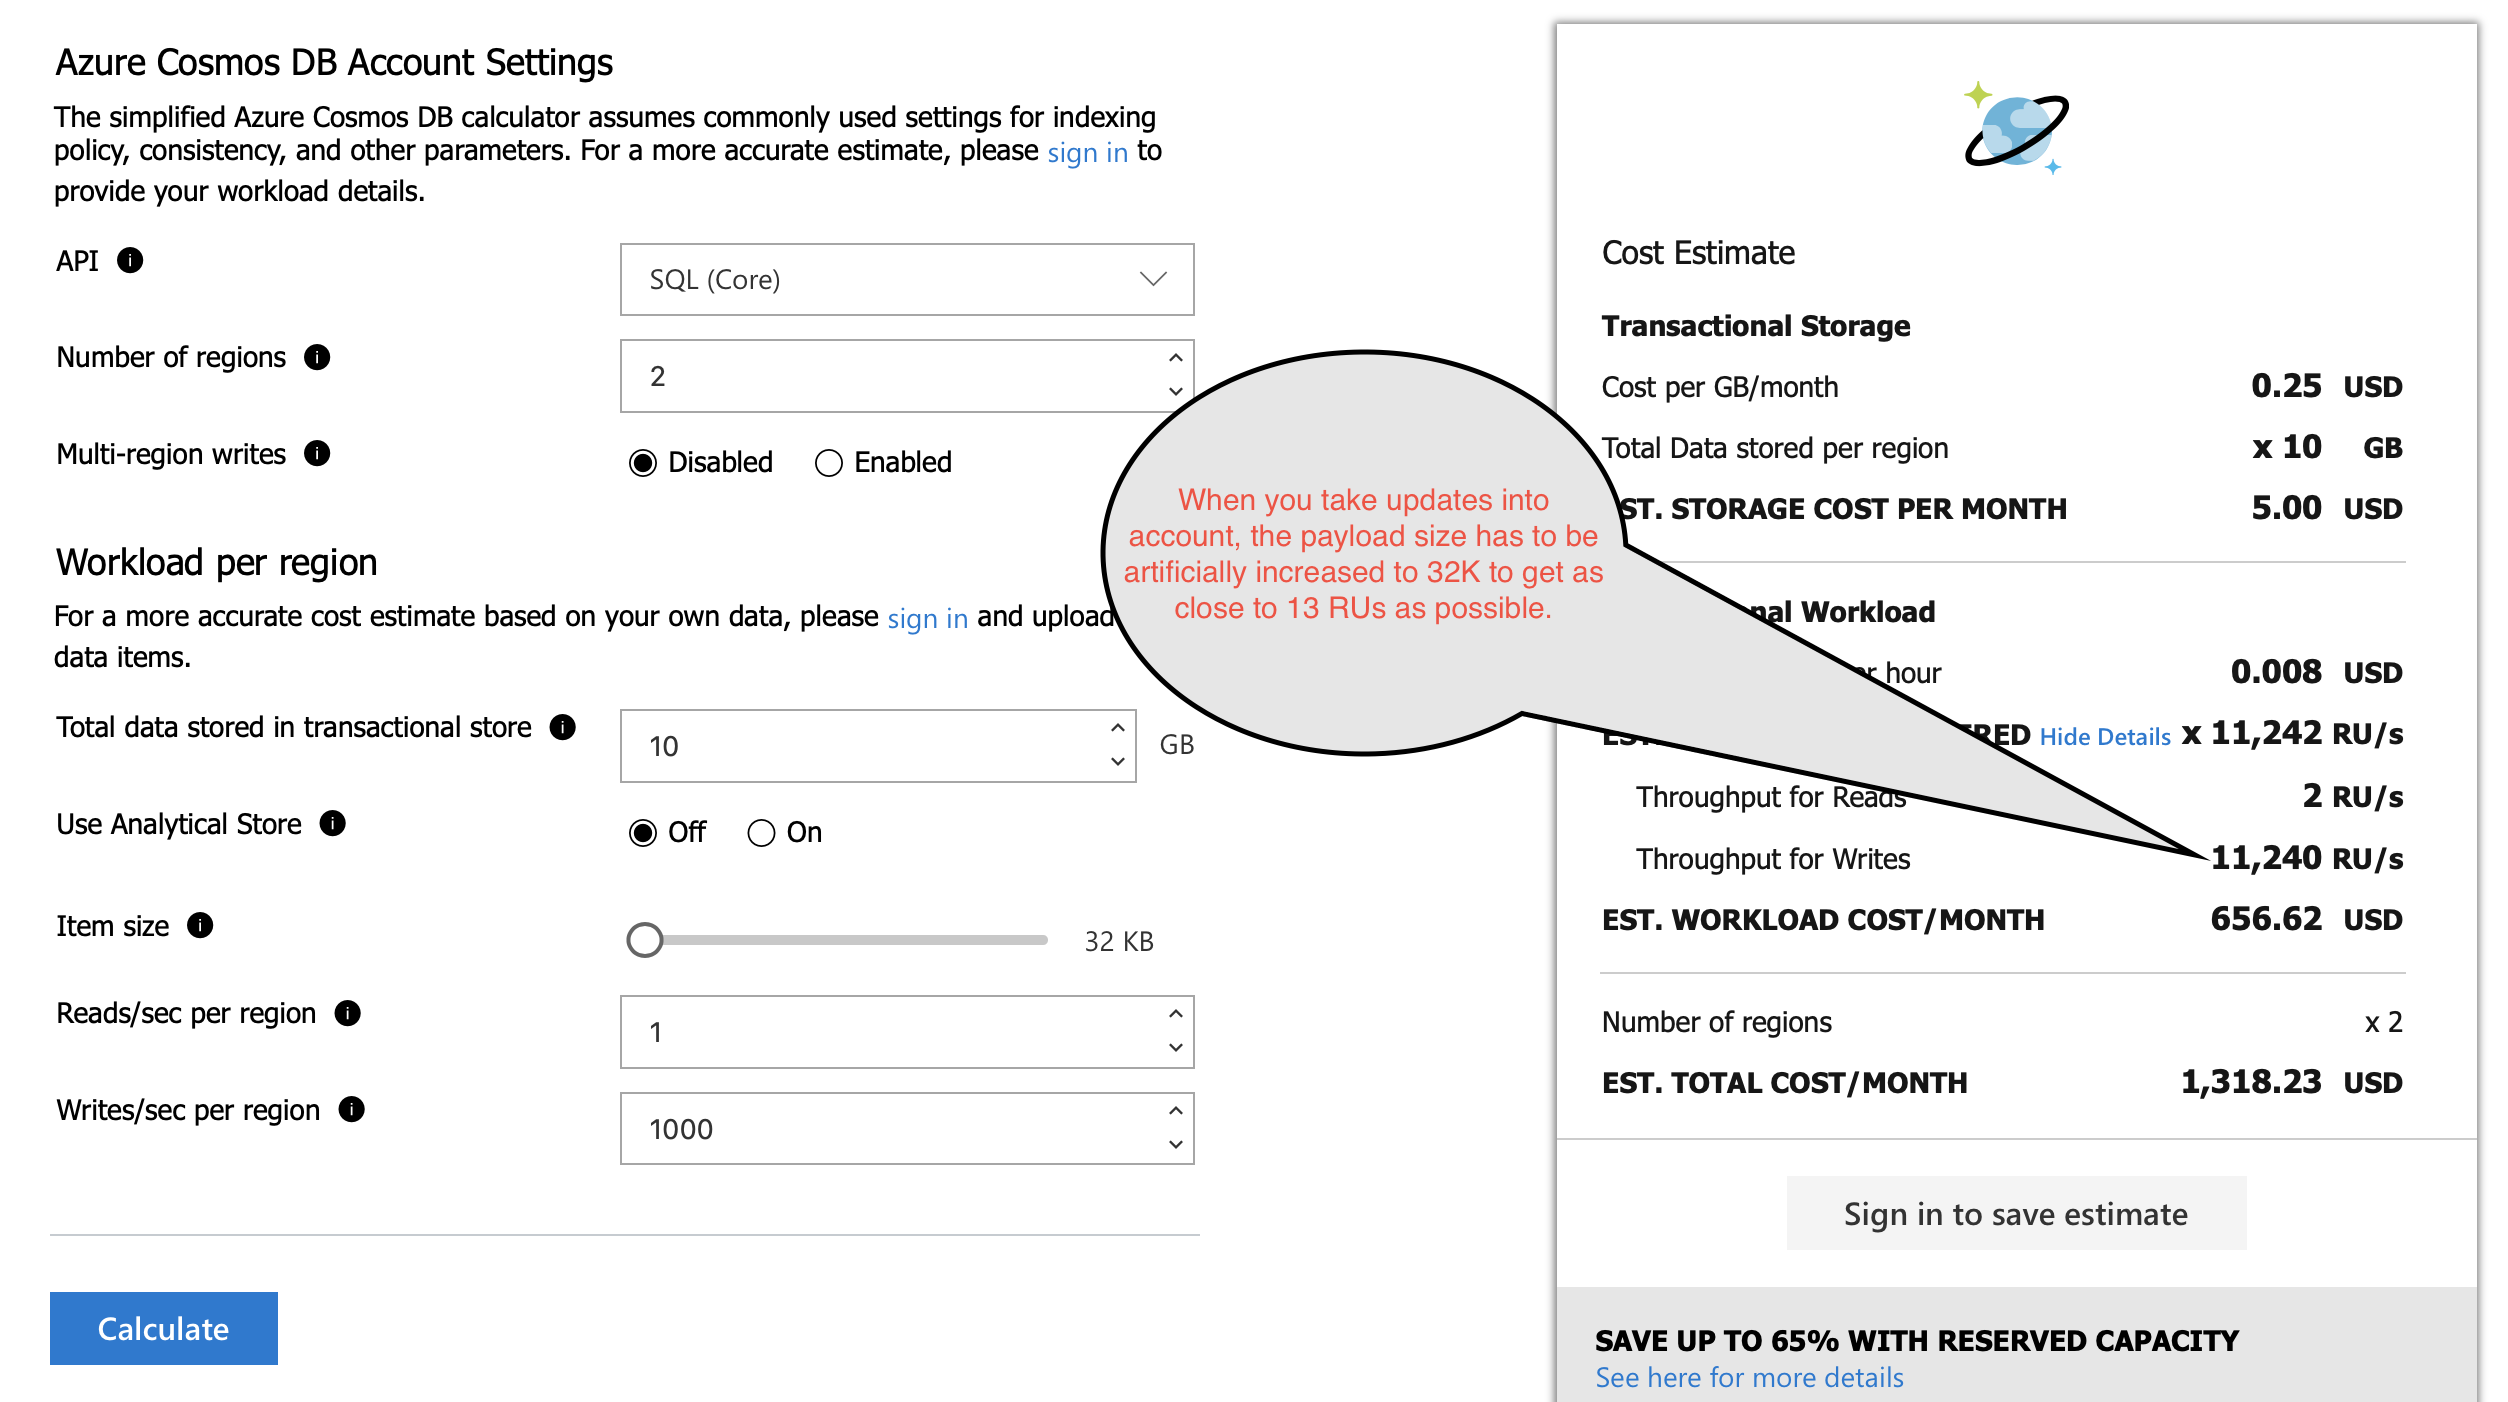 Azure Cosmos DB Account Settings
The simplified Azure Cosmos DB calculator assumes commonly used settings for indexing
policy, consistency, and other parameters. For a more accurate estimate, please sign in to
provide your workload details.
API
SQL (Core)
Number of regions
2
Multi-region writes
Disabled
Enabled
Workload per region
For a more accurate cost estimate based on your own data, please sign in and upload
data items.
Total data stored in transactional store
10
GB
Use Analytical Store
Off
On
Item size
32 KB
Reads/sec per region
1
Writes/sec per region
1000
Calculate
When you take updates into
account, the payload size has to be
artificially increased to 32K to get as
close to 13 RUs as possible.
Cost Estimate
Transactional Storage
Cost per GB/month 0.25 USD
Total Data stored per region x 10 GB
ST. STORAGE COST PER MONTH 5.00 USD
Workload
hour 0.008 USD
Hide Details x 11,242 RU/s
Throughput for Reads 2 RU/s
Throughput for Writes 11,240 RU/s
EST. WORKLOAD COST/MONTH 656.62 USD
Number of regions x 2
EST. TOTAL COST/MONTH 1,318.23 USD
Sign in to save estimate
SAVE UP TO 65% WITH RESERVED CAPACITY
See here for more details